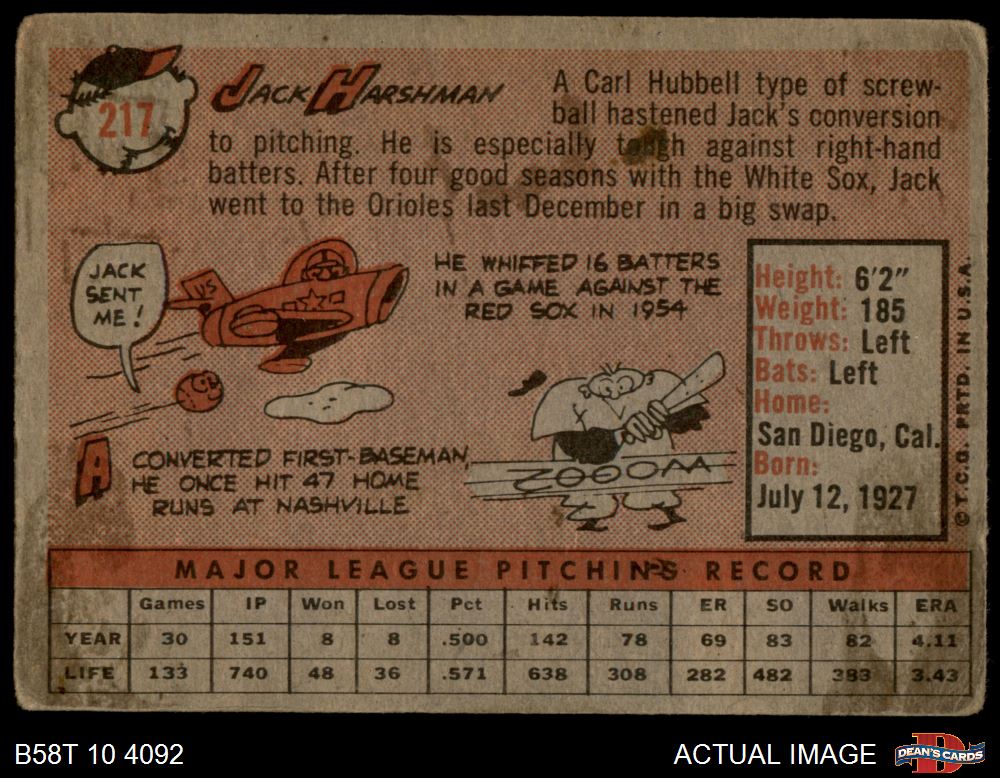 217
JACK HARSHMAN
A Carl Hubbell type of screw-
ball hastened Jack's conversion
to pitching. He is especially tough against right-hand
batters. After four good seasons with the White Sox, Jack
went to the Orioles last December in a big swap.
JACK
SENT
ME!
US
HE WHIFFED 16 BATTERS
IN A GAME AGAINST THE
RED SOX IN 1954
A CONVERTED FIRST-BASEMAN,
HE ONCE HIT 47 HOME
RUNS AT NASHVILLE
ZOOOM
Height: 6'2"
Weight: 185
Throws: Left
Bats: Left
Home:
San Diego, Cal.
Born:
July 12, 1927
© T.C.G. PRTD. IN U.S.A.
MAJOR LEAGUE PITCHING RECORD
Games IP Won Lost Pct Hits Runs ER SO Walks ERA
YEAR 30 151 8 8 .500 142 78 69 83 82 4.11
LIFE 133 740 48 36 .571 638 308 282 482 383 3.43
B58T 10 4092
ACTUAL IMAGE
DEAN'S CARDS